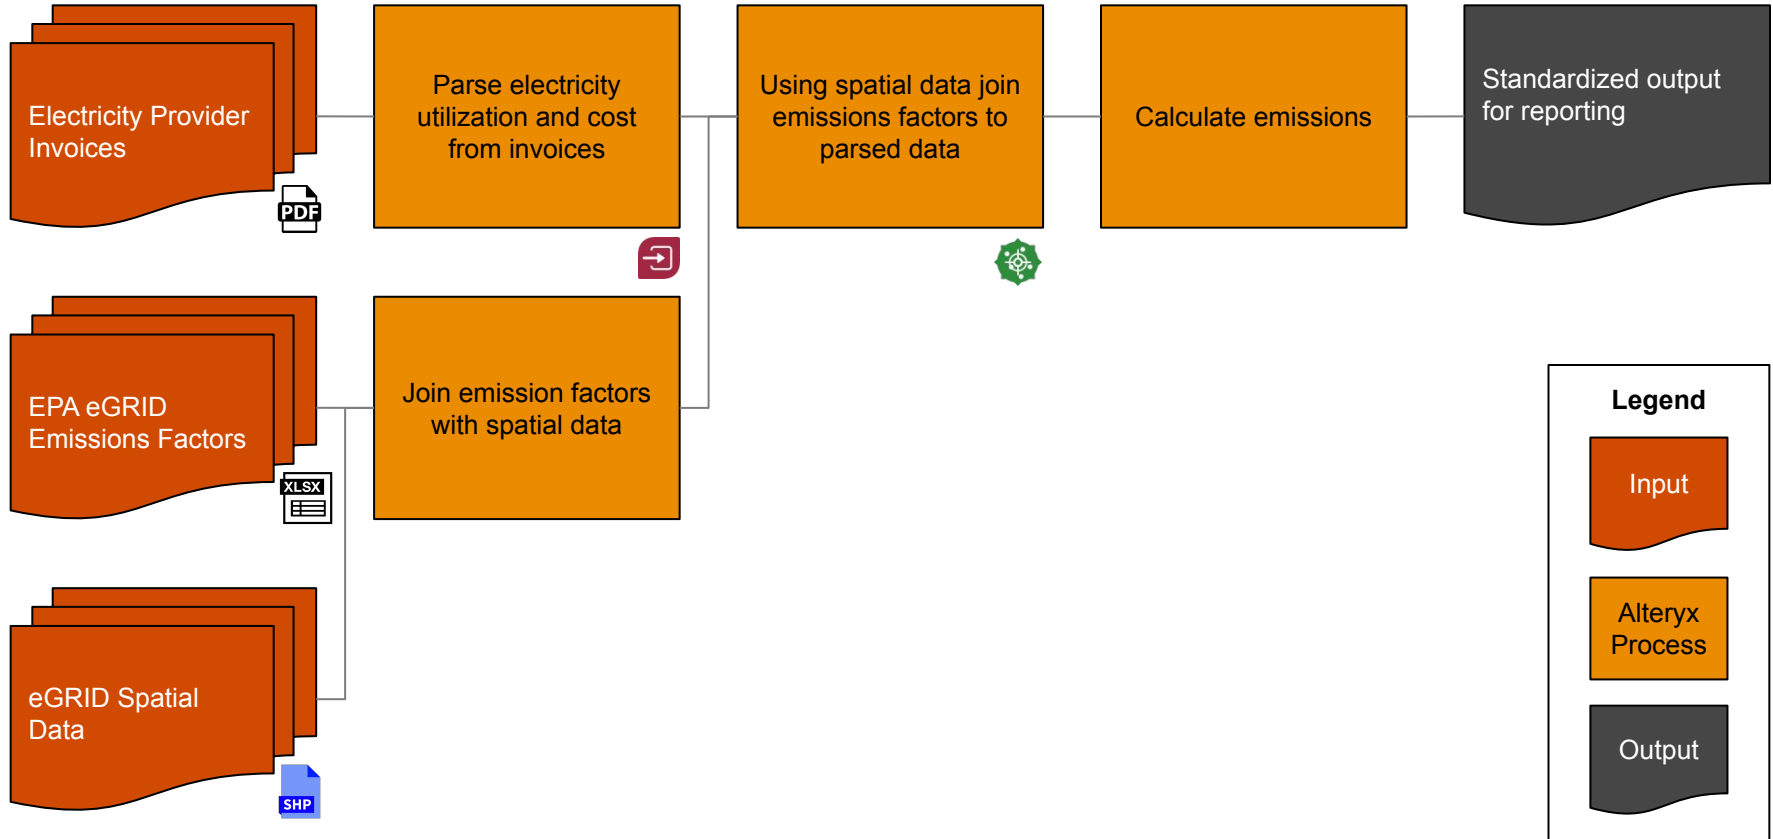 Electricity Provider
Invoices
PDF
Parse electricity
utilization and cost
from invoices
Using spatial data join
emissions factors to
parsed data
Calculate emissions
Standardized output
for reporting
EPA eGRID
Emissions Factors
XLSX
Join emission factors
with spatial data
eGRID Spatial
Data
SHP
Legend
Input
Alteryx
Process
Output